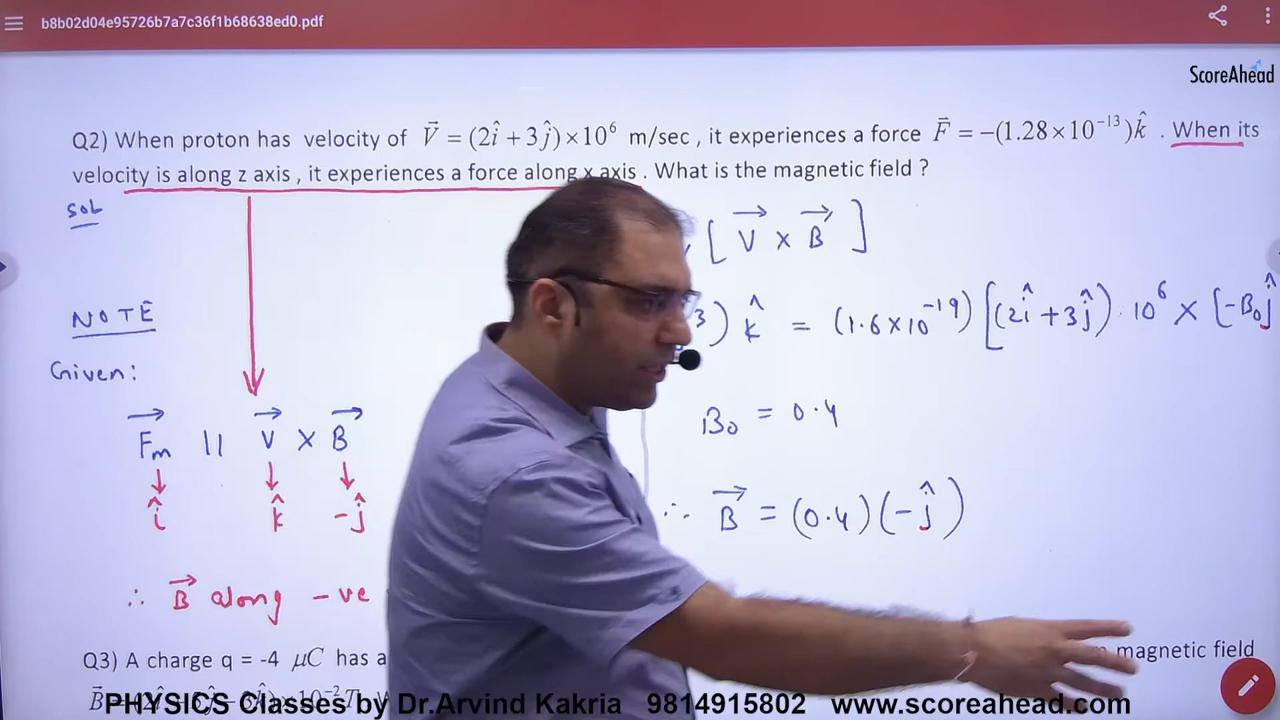 b8b02d04e95726b7a7c36f1b68638ed0.pdf
ScoreAhead
Q2) When proton has velocity of V⃗ = (2î + 3ĵ) × 10⁶ m/sec , it experiences a force F⃗ = −(1.28 × 10⁻¹³)k̂ . When its
velocity is along z axis , it experiences a force along x axis . What is the magnetic field ?
Sol
[ V⃗ × B⃗ ]
NOTE
3) k̂ = (1.6×10⁻¹⁹) [(2î + 3ĵ) · 10⁶ × [-B₀ĵ
Given:
B₀ = 0.4
F⃗m || V⃗ × B⃗
î k̂ -ĵ
∴ B⃗ = (0.4)(-ĵ)
∴ B⃗ along -ve
Q3) A charge q = -4 μC has a magnetic field
PHYSICS Classes by Dr.Arvind Kakria 9814915802 www.scoreahead.com